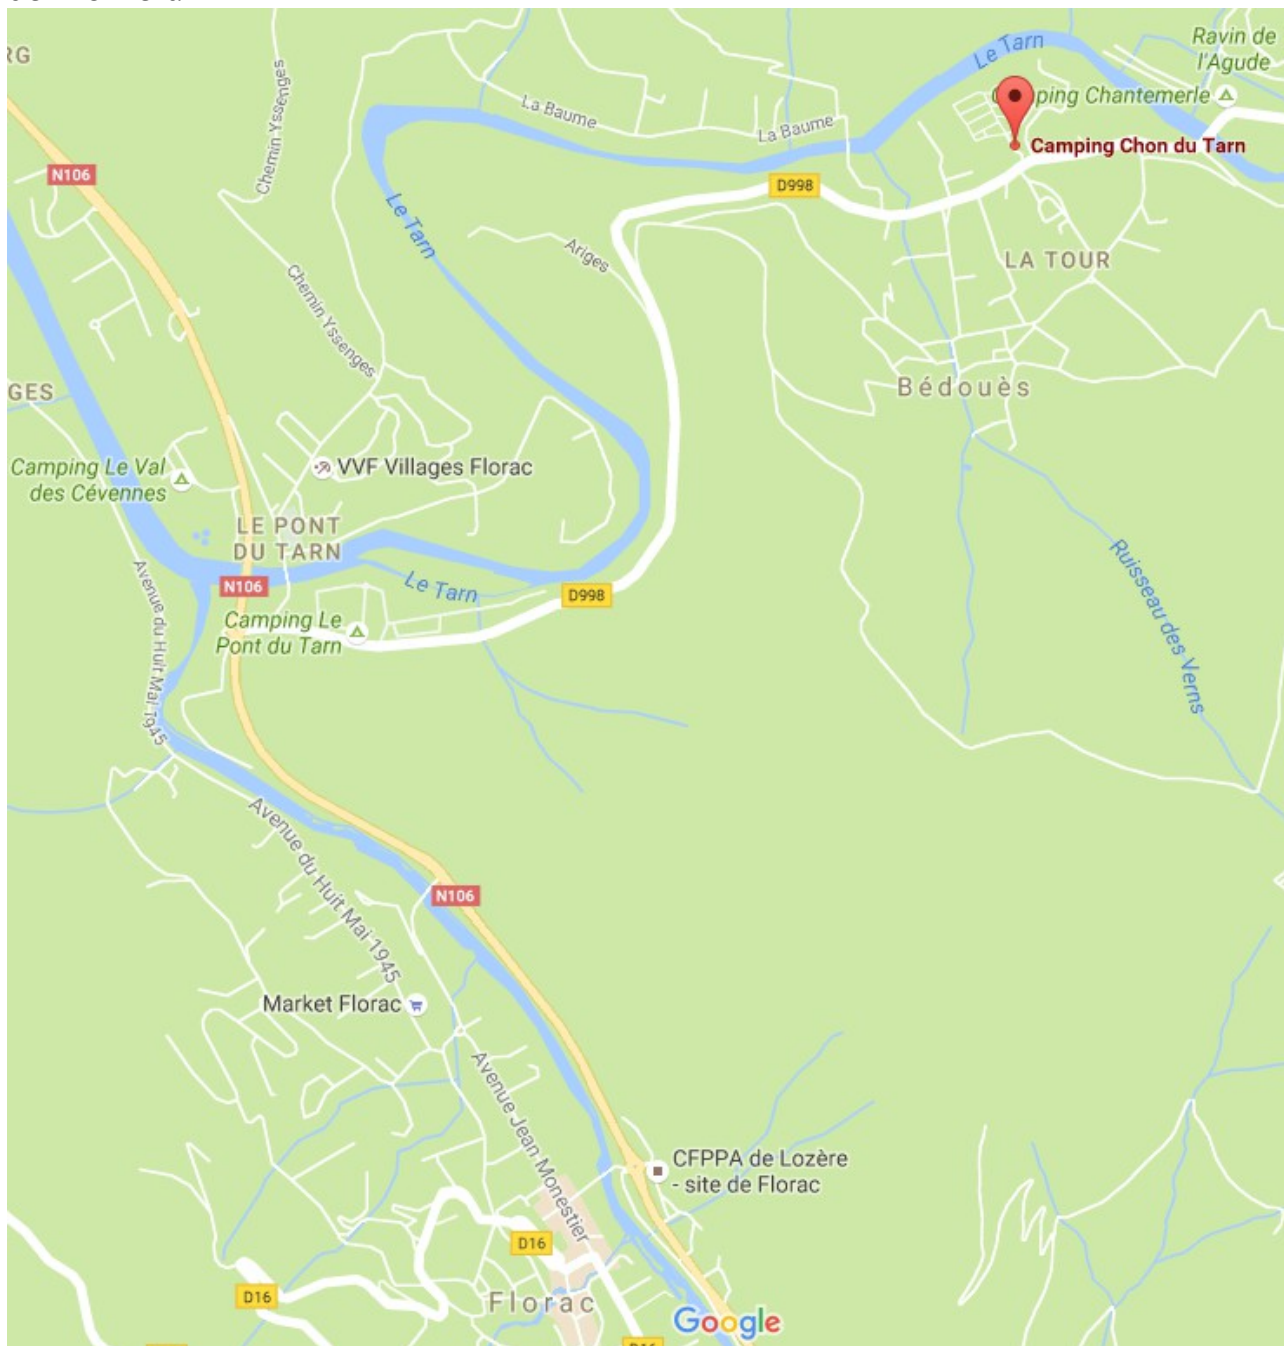 Le Tarn
Ravin de
l'Agude
RG
Chemin Yssenges
La Baume
ping Chantemerle
La Baume
Camping Chon du Tarn
N106
D998
Le Tarn
Ariges
LA TOUR
Chemin Yssenges
GES
Bédouès
Camping Le Val
des Cévennes
VVF Villages Florac
LE PONT
DU TARN
Ruisseau des Verns
N106
Le Tarn
D998
Avenue du Huit Mai 1945
Camping Le
Pont du Tarn
Avenue du Huit Mai 1945
N106
Market Florac
Avenue Jean Monestier
CFPPA de Lozère
- site de Florac
D16
D16
Florac
Google
D16